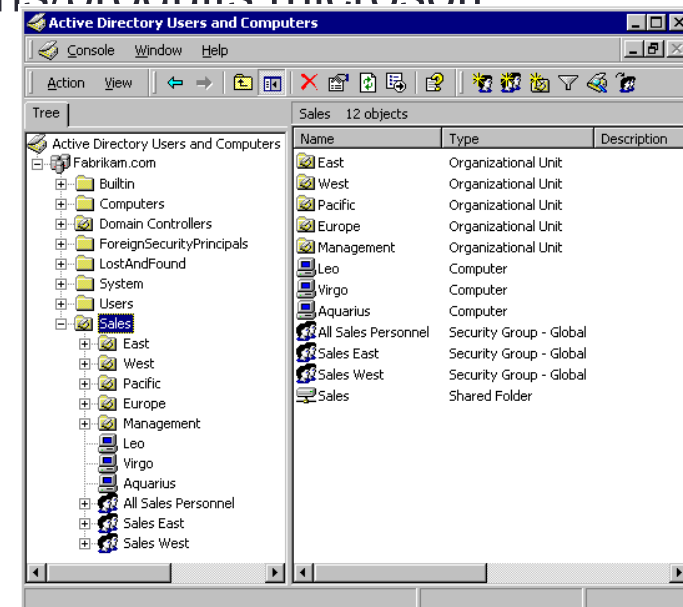 Active Directory Users and Computers
Console Window Help
Action View
Tree
Sales 12 objects
Active Directory Users and Computers
Fabrikam.com
Builtin
Computers
Domain Controllers
ForeignSecurityPrincipals
LostAndFound
System
Users
Sales
East
West
Pacific
Europe
Management
Leo
Virgo
Aquarius
All Sales Personnel
Sales East
Sales West
Name Type Description
East Organizational Unit
West Organizational Unit
Pacific Organizational Unit
Europe Organizational Unit
Management Organizational Unit
Leo Computer
Virgo Computer
Aquarius Computer
All Sales Personnel Security Group - Global
Sales East Security Group - Global
Sales West Security Group - Global
Sales Shared Folder